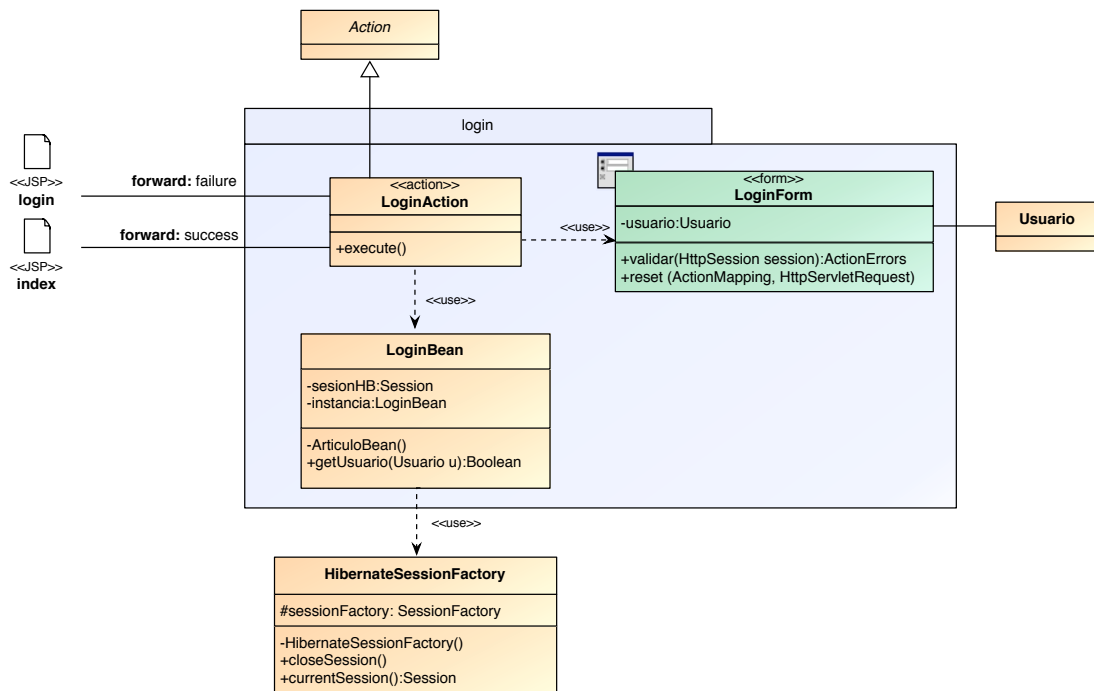 Action
login
<<JSP>>
login
forward: failure
<<JSP>>
index
forward: success
<<action>>
LoginAction
+execute()
<<use>>
<<form>>
LoginForm
-usuario:Usuario
+validar(HttpSession session):ActionErrors
+reset (ActionMapping, HttpServletRequest)
Usuario
<<use>>
LoginBean
-sesionHB:Session
-instancia:LoginBean
-ArticuloBean()
+getUsuario(Usuario u):Boolean
<<use>>
HibernateSessionFactory
#sessionFactory: SessionFactory
-HibernateSessionFactory()
+closeSession()
+currentSession():Session